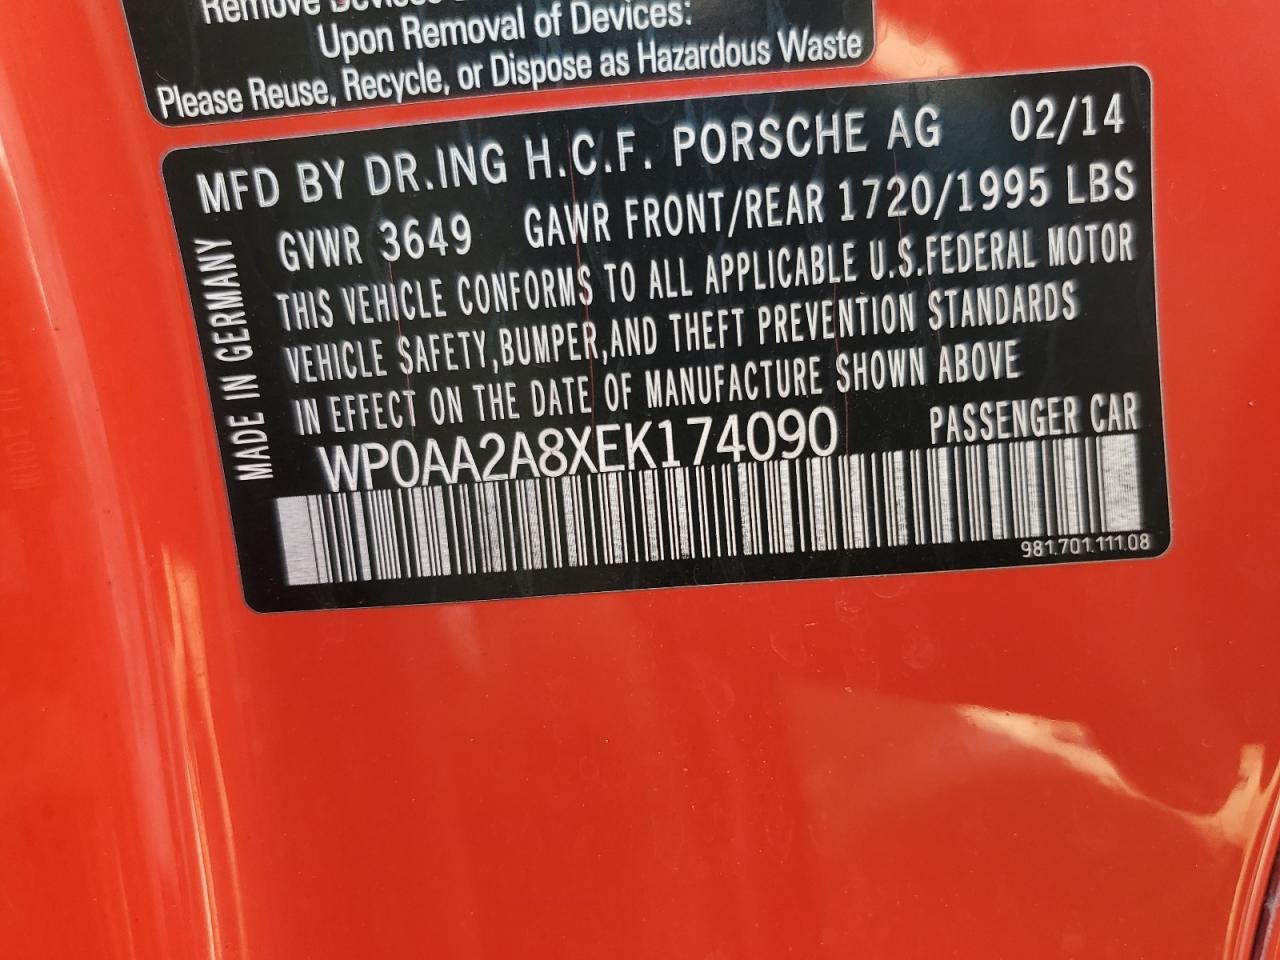 Remove
Upon Removal of Devices:
Please Reuse, Recycle, or Dispose as Hazardous Waste
MFD BY DR.ING H.C.F. PORSCHE AG 02/14
GVWR 3649 GAWR FRONT/REAR 1720/1995 LBS
THIS VEHICLE CONFORMS TO ALL APPLICABLE U.S.FEDERAL MOTOR
VEHICLE SAFETY,BUMPER,AND THEFT PREVENTION STANDARDS
IN EFFECT ON THE DATE OF MANUFACTURE SHOWN ABOVE
WP0AA2A8XEK174090 PASSENGER CAR
MADE IN GERMANY
981.701.111.08